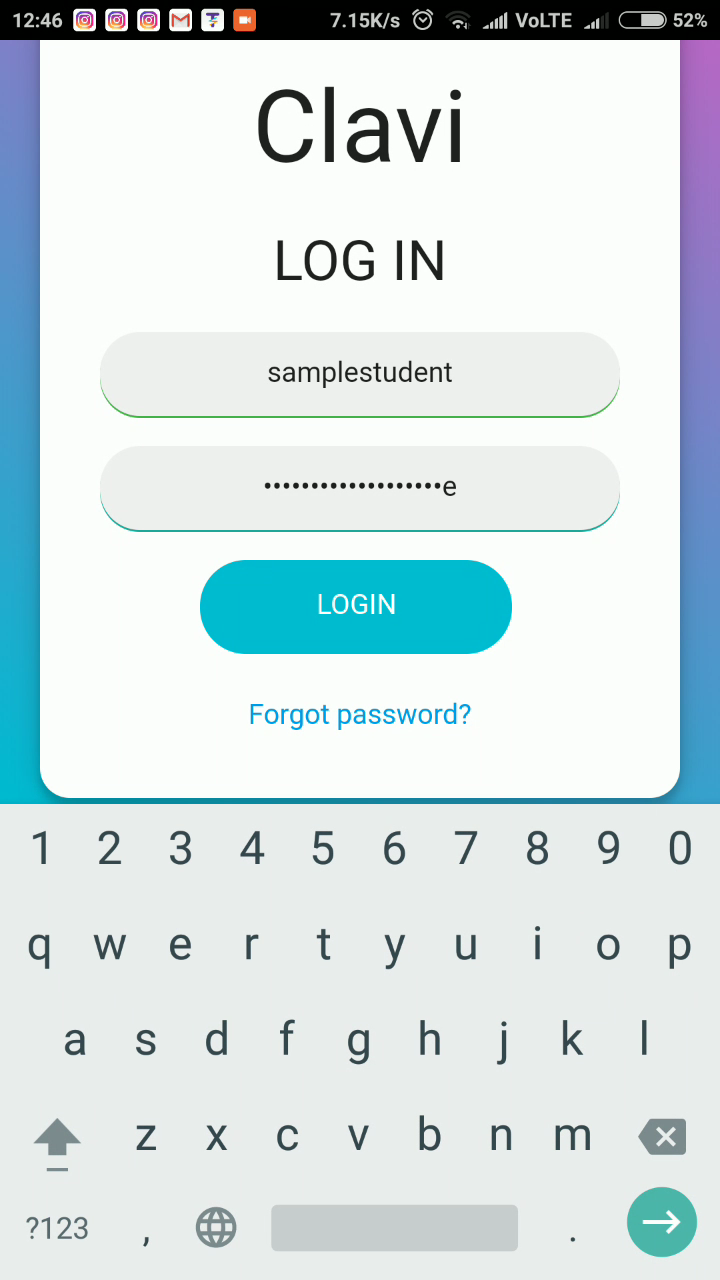 12:46 7.15K/s VoLTE 52%
Clavi
LOG IN
samplestudent
•••••••••••••••••••e
LOGIN
Forgot password?
1 2 3 4 5 6 7 8 9 0
q w e r t y u i o p
a s d f g h j k l
z x c v b n m
?123 , .